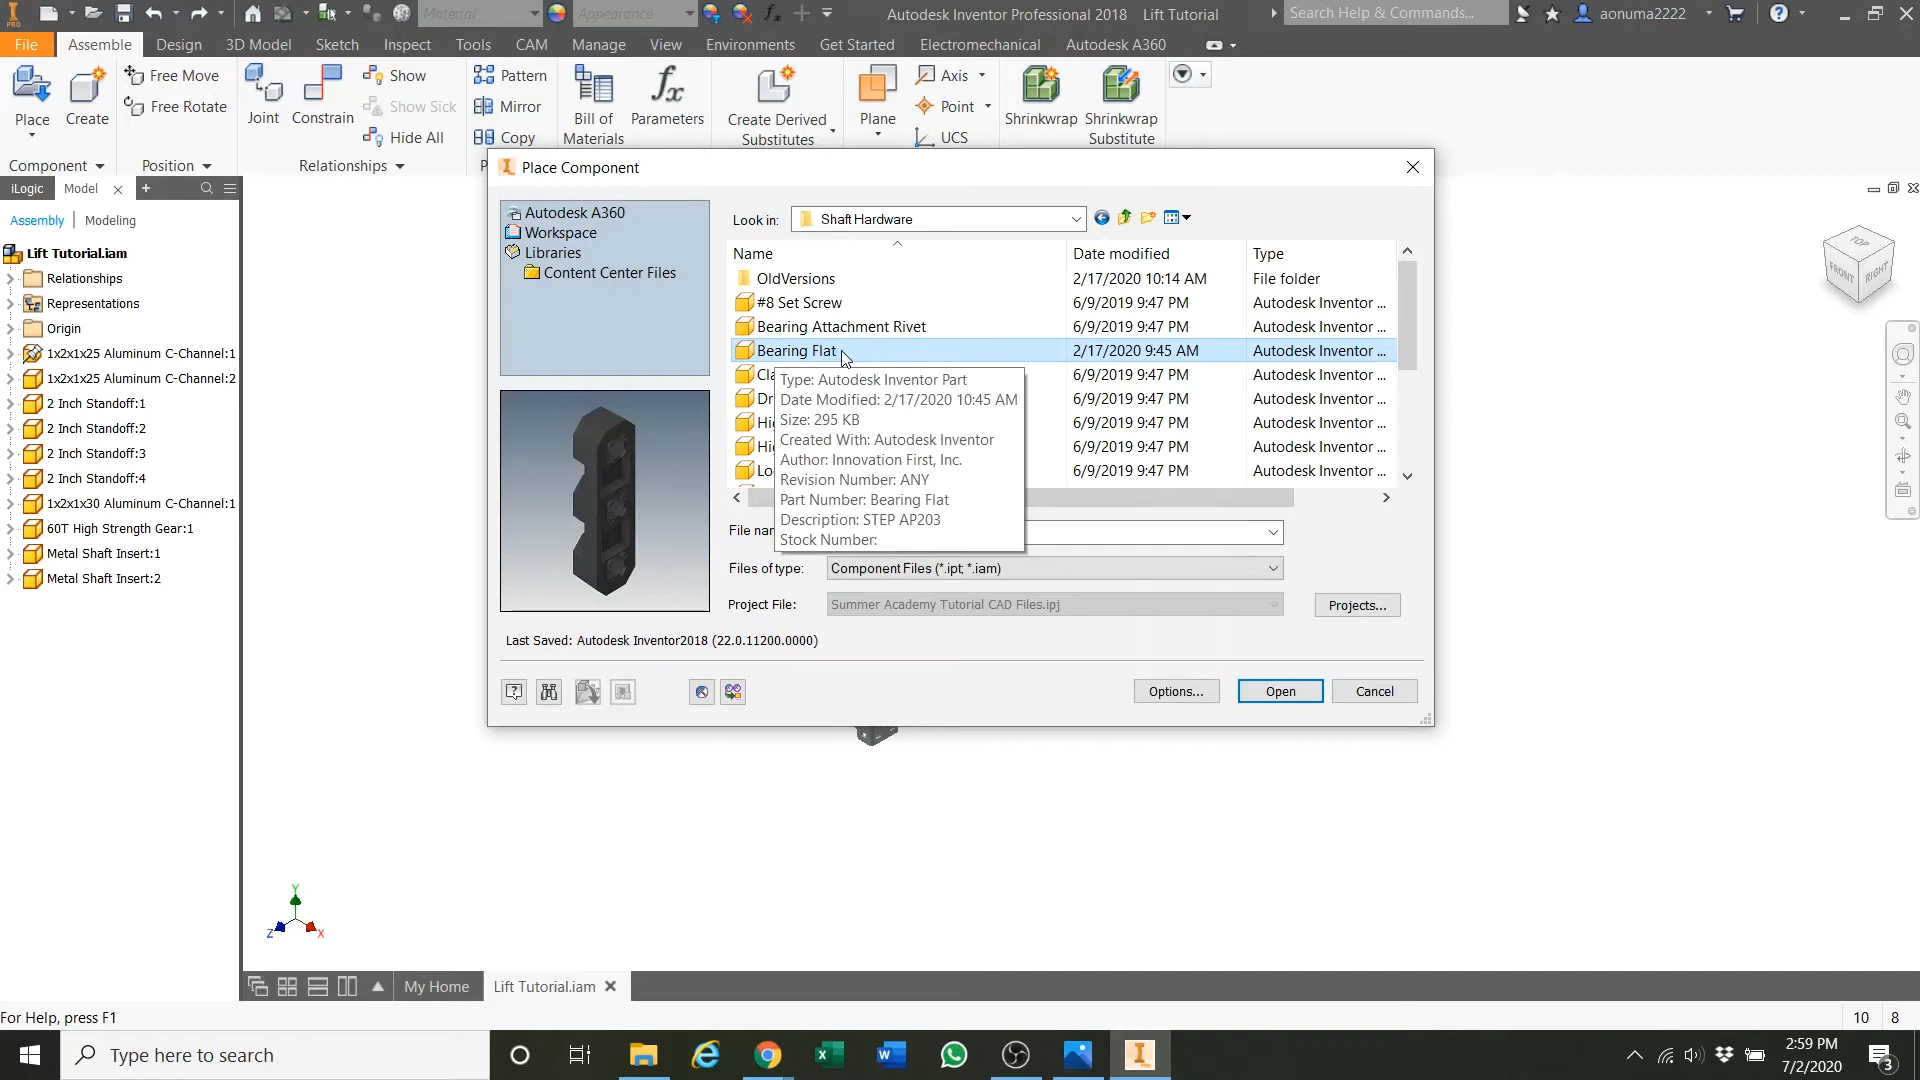 PRO
Material
Appearance
Autodesk Inventor Professional 2018 Lift Tutorial
Search Help & Commands...
aonuma2222
File Assemble Design 3D Model Sketch Inspect Tools CAM Manage View Environments Get Started Electromechanical Autodesk A360
Place
Create
Free Move
Free Rotate
Joint
Constrain
Show
Show Sick
Hide All
Pattern
Mirror
Copy
Bill of
Materials
Parameters
Create Derived
Substitutes
Plane
Axis
Point
UCS
Shrinkwrap
Shrinkwrap
Substitute
Component
Position
Relationships
iLogic Model
Assembly Modeling
Lift Tutorial.iam
Relationships
Representations
Origin
1x2x1x25 Aluminum C-Channel:1
1x2x1x25 Aluminum C-Channel:2
2 Inch Standoff:1
2 Inch Standoff:2
2 Inch Standoff:3
2 Inch Standoff:4
1x2x1x30 Aluminum C-Channel:1
60T High Strength Gear:1
Metal Shaft Insert:1
Metal Shaft Insert:2
Place Component
Autodesk A360
Workspace
Libraries
Content Center Files
Look in: Shaft Hardware
Name Date modified Type
OldVersions 2/17/2020 10:14 AM File folder
#8 Set Screw 6/9/2019 9:47 PM Autodesk Inventor ...
Bearing Attachment Rivet 6/9/2019 9:47 PM Autodesk Inventor ...
Bearing Flat 2/17/2020 9:45 AM Autodesk Inventor ...
Cla 6/9/2019 9:47 PM Autodesk Inventor ...
Dr 6/9/2019 9:47 PM Autodesk Inventor ...
Hi 6/9/2019 9:47 PM Autodesk Inventor ...
Hi 6/9/2019 9:47 PM Autodesk Inventor ...
Lo 6/9/2019 9:47 PM Autodesk Inventor ...
Type: Autodesk Inventor Part
Date Modified: 2/17/2020 10:45 AM
Size: 295 KB
Created With: Autodesk Inventor
Author: Innovation First, Inc.
Revision Number: ANY
Part Number: Bearing Flat
Description: STEP AP203
Stock Number:
File nam
Files of type: Component Files (*.ipt; *.iam)
Project File: Summer Academy Tutorial CAD Files.ipj Projects...
Last Saved: Autodesk Inventor2018 (22.0.11200.0000)
Options... Open Cancel
TOP
FRONT RIGHT
Y
Z X
My Home Lift Tutorial.iam
For Help, press F1
10 8
Type here to search
2:59 PM
7/2/2020
3